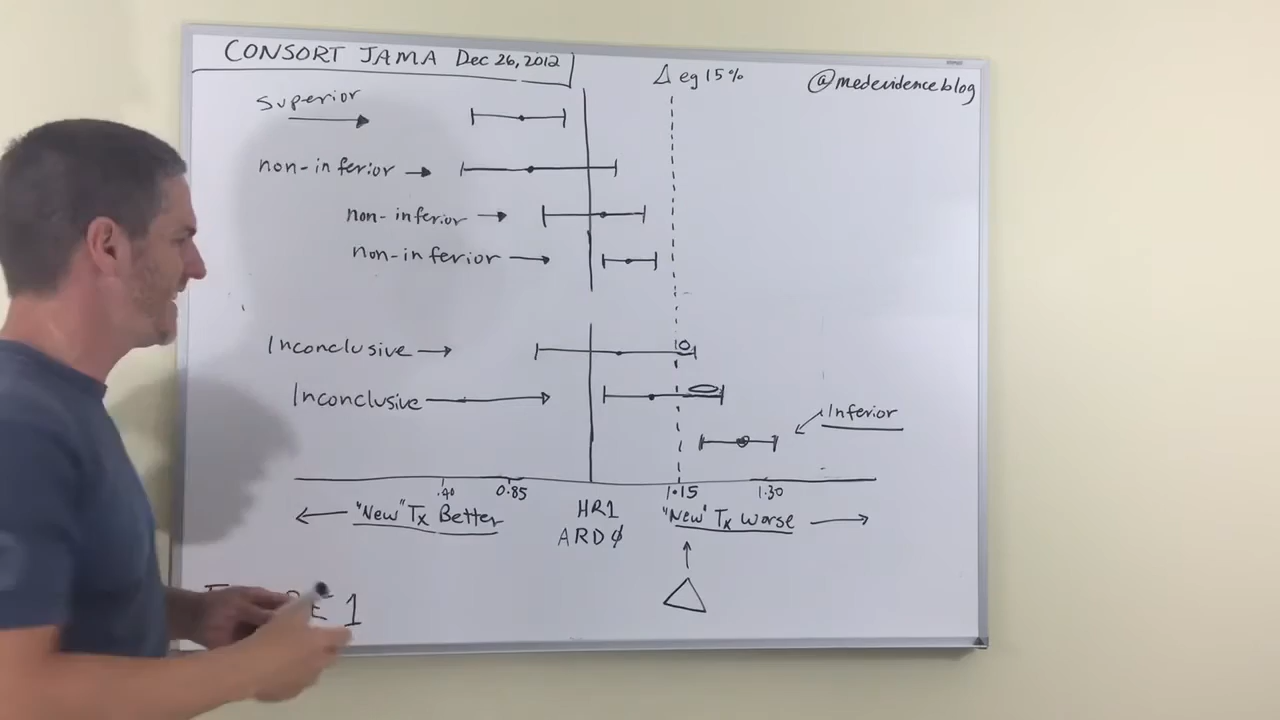 CONSORT JAMA Dec 26, 2012
Δ eg 15%
@medevidenceblog
Superior
non-inferior
non-inferior
non-inferior
Inconclusive
Inconclusive
Inferior
0.85
1.15
1.30
"New" Tx Better
HR1
"New" Tx Worse
ARD∅
Δ
1